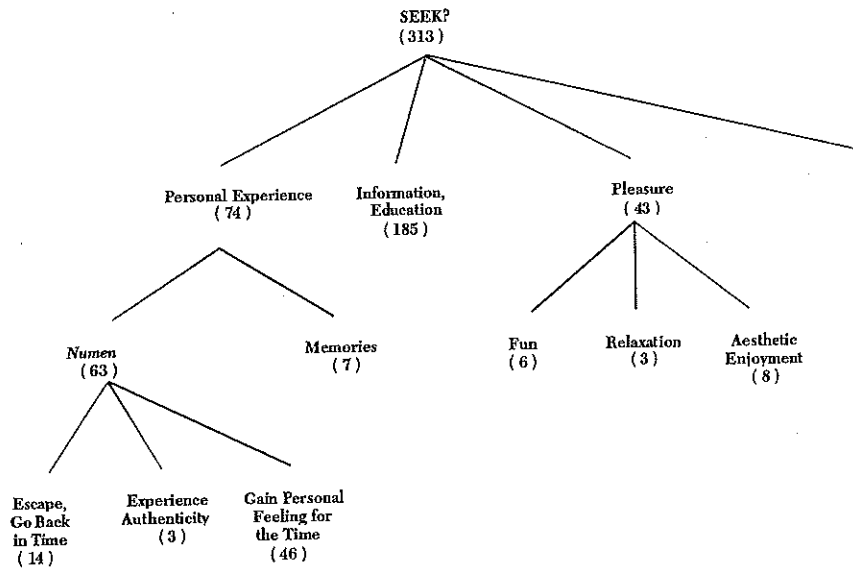 SEEK?
(313)
Personal Experience
(74)
Information,
Education
(185)
Pleasure
(43)
Numen
(63)
Memories
(7)
Fun
(6)
Relaxation
(3)
Aesthetic
Enjoyment
(8)
Escape,
Go Back
in Time
(14)
Experience
Authenticity
(3)
Gain Personal
Feeling for
the Time
(46)